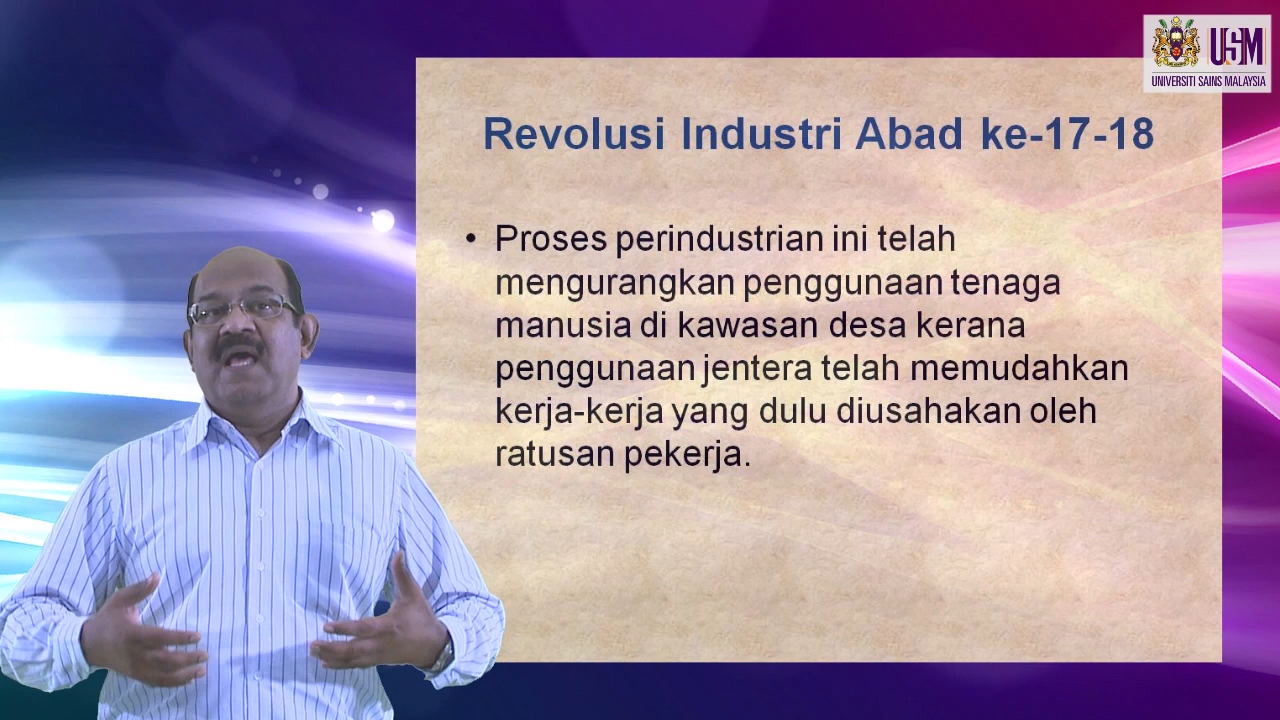 USM
UNIVERSITI SAINS MALAYSIA
Revolusi Industri Abad ke-17-18
• Proses perindustrian ini telah
mengurangkan penggunaan tenaga
manusia di kawasan desa kerana
penggunaan jentera telah memudahkan
kerja-kerja yang dulu diusahakan oleh
ratusan pekerja.